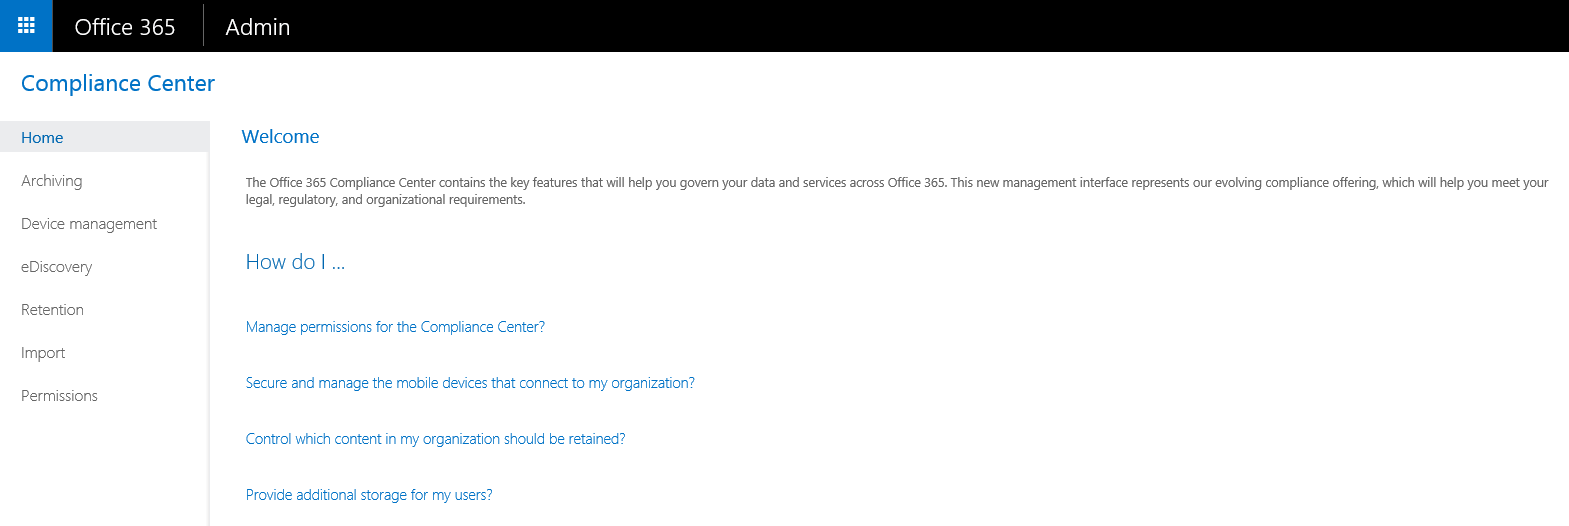 Office 365
Admin
Compliance Center
Home
Archiving
Device management
eDiscovery
Retention
Import
Permissions
Welcome
The Office 365 Compliance Center contains the key features that will help you govern your data and services across Office 365. This new management interface represents our evolving compliance offering, which will help you meet your
legal, regulatory, and organizational requirements.
How do I ...
Manage permissions for the Compliance Center?
Secure and manage the mobile devices that connect to my organization?
Control which content in my organization should be retained?
Provide additional storage for my users?